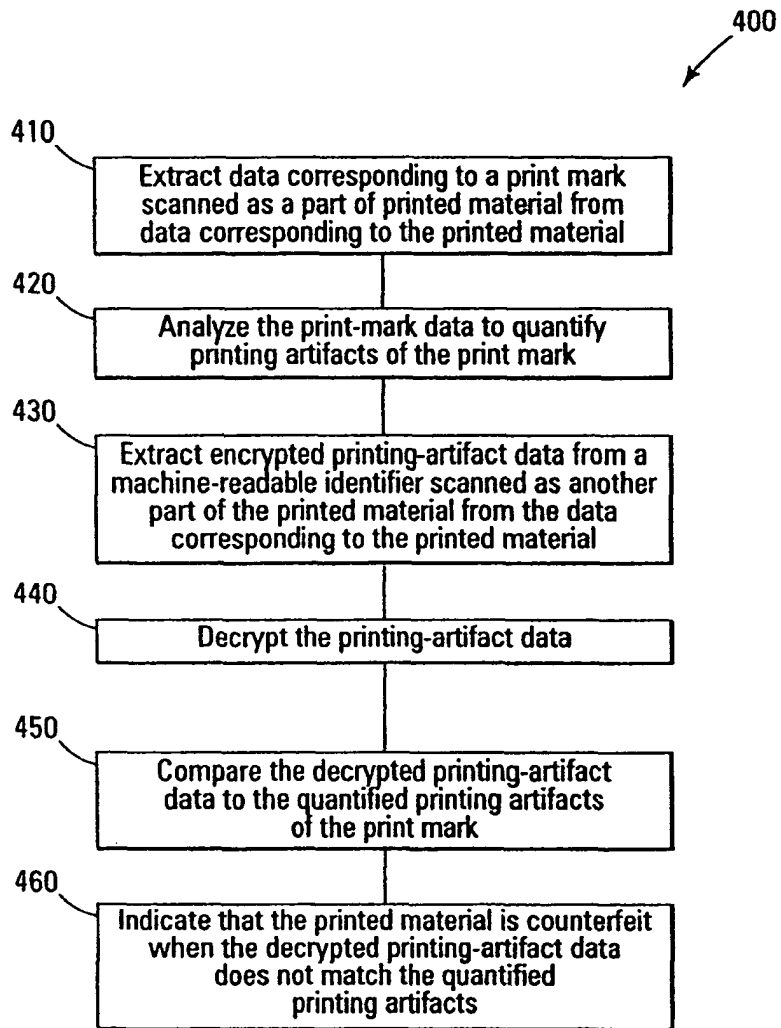 400
410
Extract data corresponding to a print mark
scanned as a part of printed material from
data corresponding to the printed material
420
Analyze the print-mark data to quantify
printing artifacts of the print mark
430
Extract encrypted printing-artifact data from a
machine-readable identifier scanned as another
part of the printed material from the data
corresponding to the printed material
440
Decrypt the printing-artifact data
450
Compare the decrypted printing-artifact
data to the quantified printing artifacts
of the print mark
460
Indicate that the printed material is counterfeit
when the decrypted printing-artifact data
does not match the quantified
printing artifacts